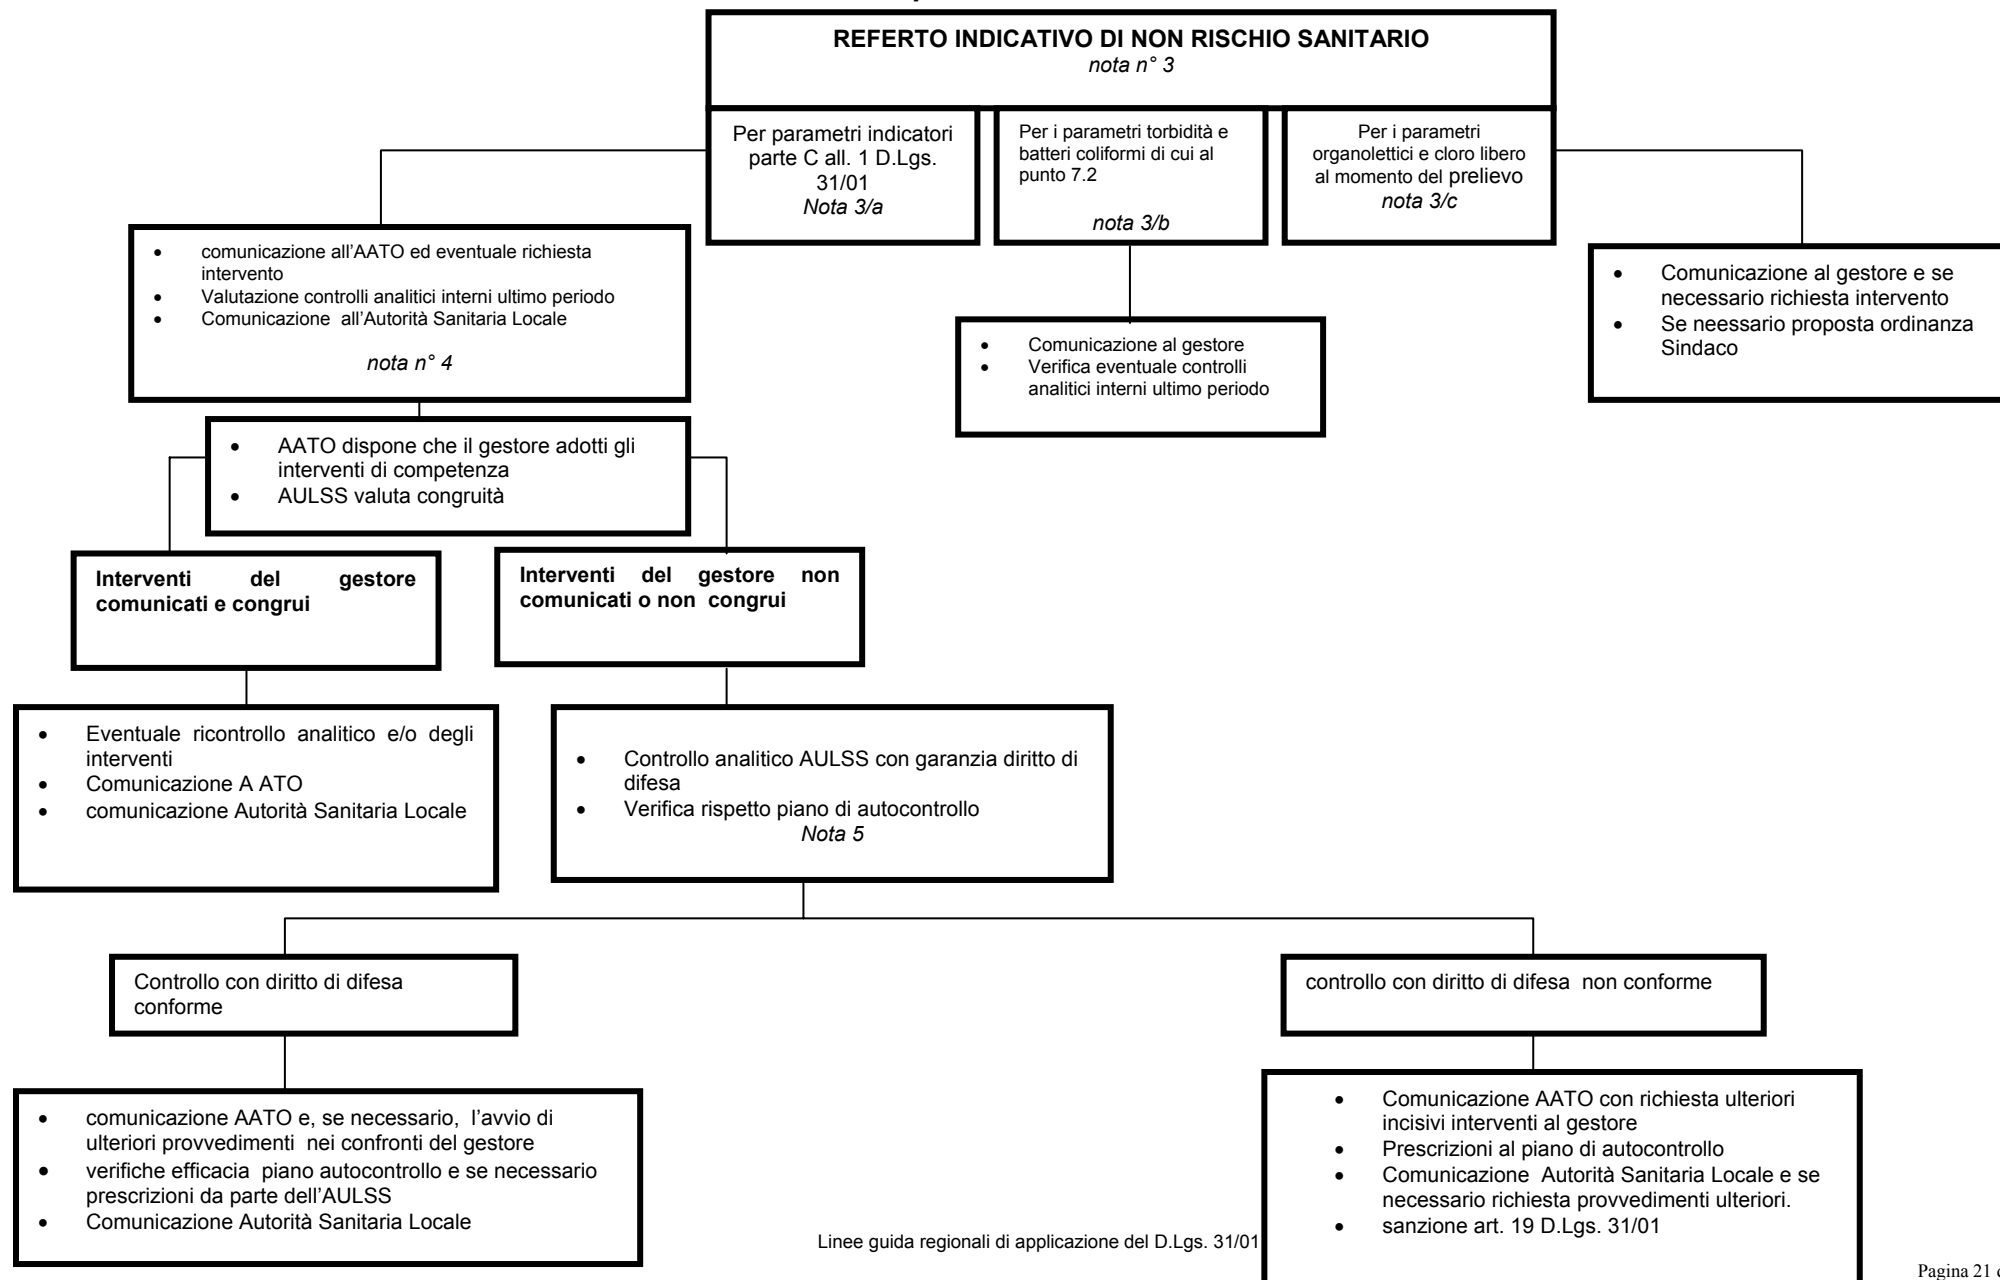 REFERTO INDICATIVO DI NON RISCHIO SANITARIO
nota n° 3
Per parametri indicatori
parte C all. 1 D.Lgs.
31/01
Nota 3/a
Per i parametri torbidità e
batteri coliformi di cui al
punto 7.2
nota 3/b
Per i parametri
organolettici e cloro libero
al momento del prelievo
nota 3/c
• comunicazione all'AATO ed eventuale richiesta
intervento
• Valutazione controlli analitici interni ultimo periodo
• Comunicazione all'Autorità Sanitaria Locale
nota n° 4
• Comunicazione al gestore
• Verifica eventuale controlli
analitici interni ultimo periodo
• Comunicazione al gestore e se
necessario richiesta intervento
• Se neessario proposta ordinanza
Sindaco
• AATO dispone che il gestore adotti gli
interventi di competenza
• AULSS valuta congruità
Interventi del gestore
comunicati e congrui
Interventi del gestore non
comunicati o non congrui
• Eventuale ricontrollo analitico e/o degli
interventi
• Comunicazione A ATO
• comunicazione Autorità Sanitaria Locale
• Controllo analitico AULSS con garanzia diritto di
difesa
• Verifica rispetto piano di autocontrollo
Nota 5
Controllo con diritto di difesa
conforme
controllo con diritto di difesa non conforme
• comunicazione AATO e, se necessario, l'avvio di
ulteriori provvedimenti nei confronti del gestore
• verifiche efficacia piano autocontrollo e se necessario
prescrizioni da parte dell'AULSS
• Comunicazione Autorità Sanitaria Locale
• Comunicazione AATO con richiesta ulteriori
incisivi interventi al gestore
• Prescrizioni al piano di autocontrollo
• Comunicazione Autorità Sanitaria Locale e se
necessario richiesta provvedimenti ulteriori.
• sanzione art. 19 D.Lgs. 31/01
Linee guida regionali di applicazione del D.Lgs. 31/01
Pagina 21